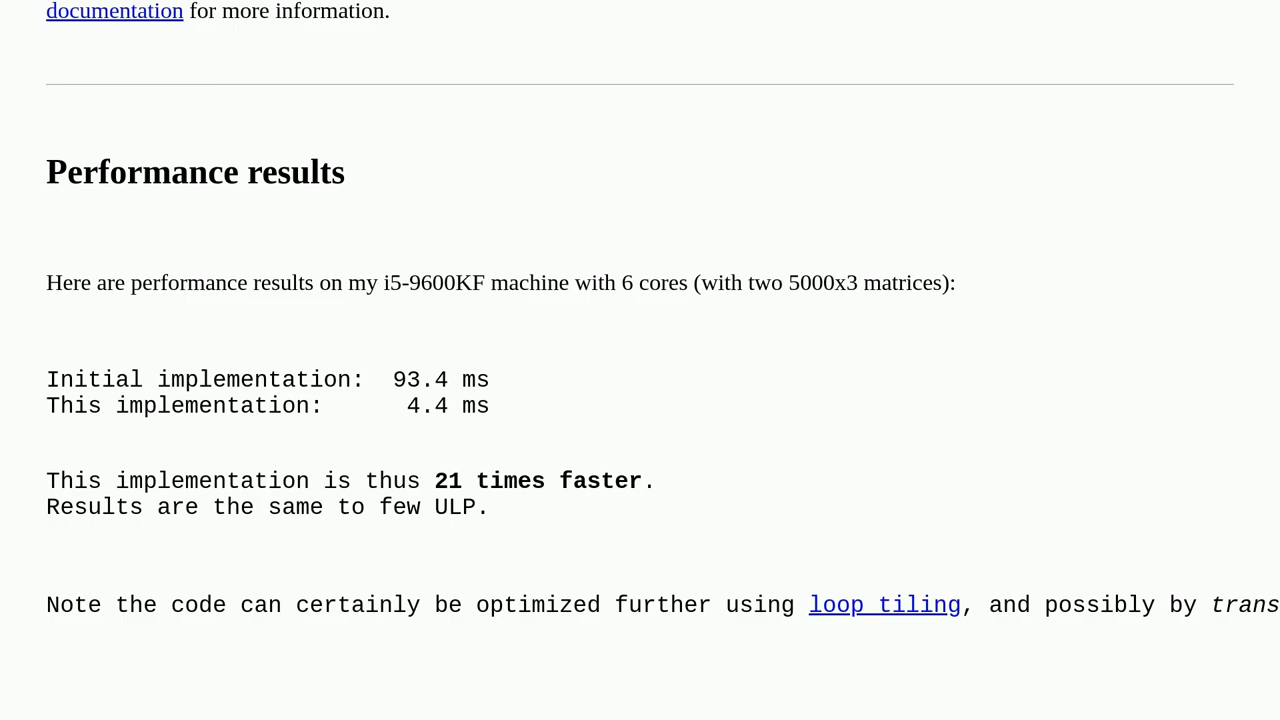 documentation for more information.
Performance results
Here are performance results on my i5-9600KF machine with 6 cores (with two 5000x3 matrices):
Initial implementation:  93.4 ms
This implementation:      4.4 ms
This implementation is thus 21 times faster.
Results are the same to few ULP.
Note the code can certainly be optimized further using loop tiling, and possibly by trans